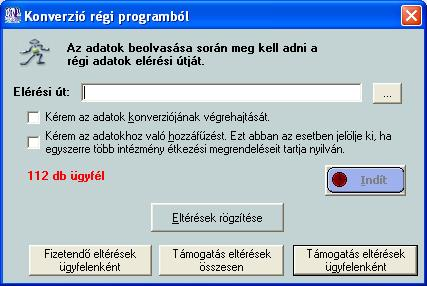 Konverzió régi programból
Az adatok beolvasása során meg kell adni a
régi adatok elérési útját.
Elérési út:
...
Kérem az adatok konverziójának végrehajtását.
Kérem az adatokhoz való hozzáfűzést. Ezt abban az esetben jelölje ki, ha
egyszerre több intézmény étkezési megrendeléseit tartja nyilván.
112 db ügyfél
Indít
Eltérések rögzítése
Fizetendő eltérések
ügyfelenként
Támogatás eltérések
összesen
Támogatás eltérések
ügyfelenként